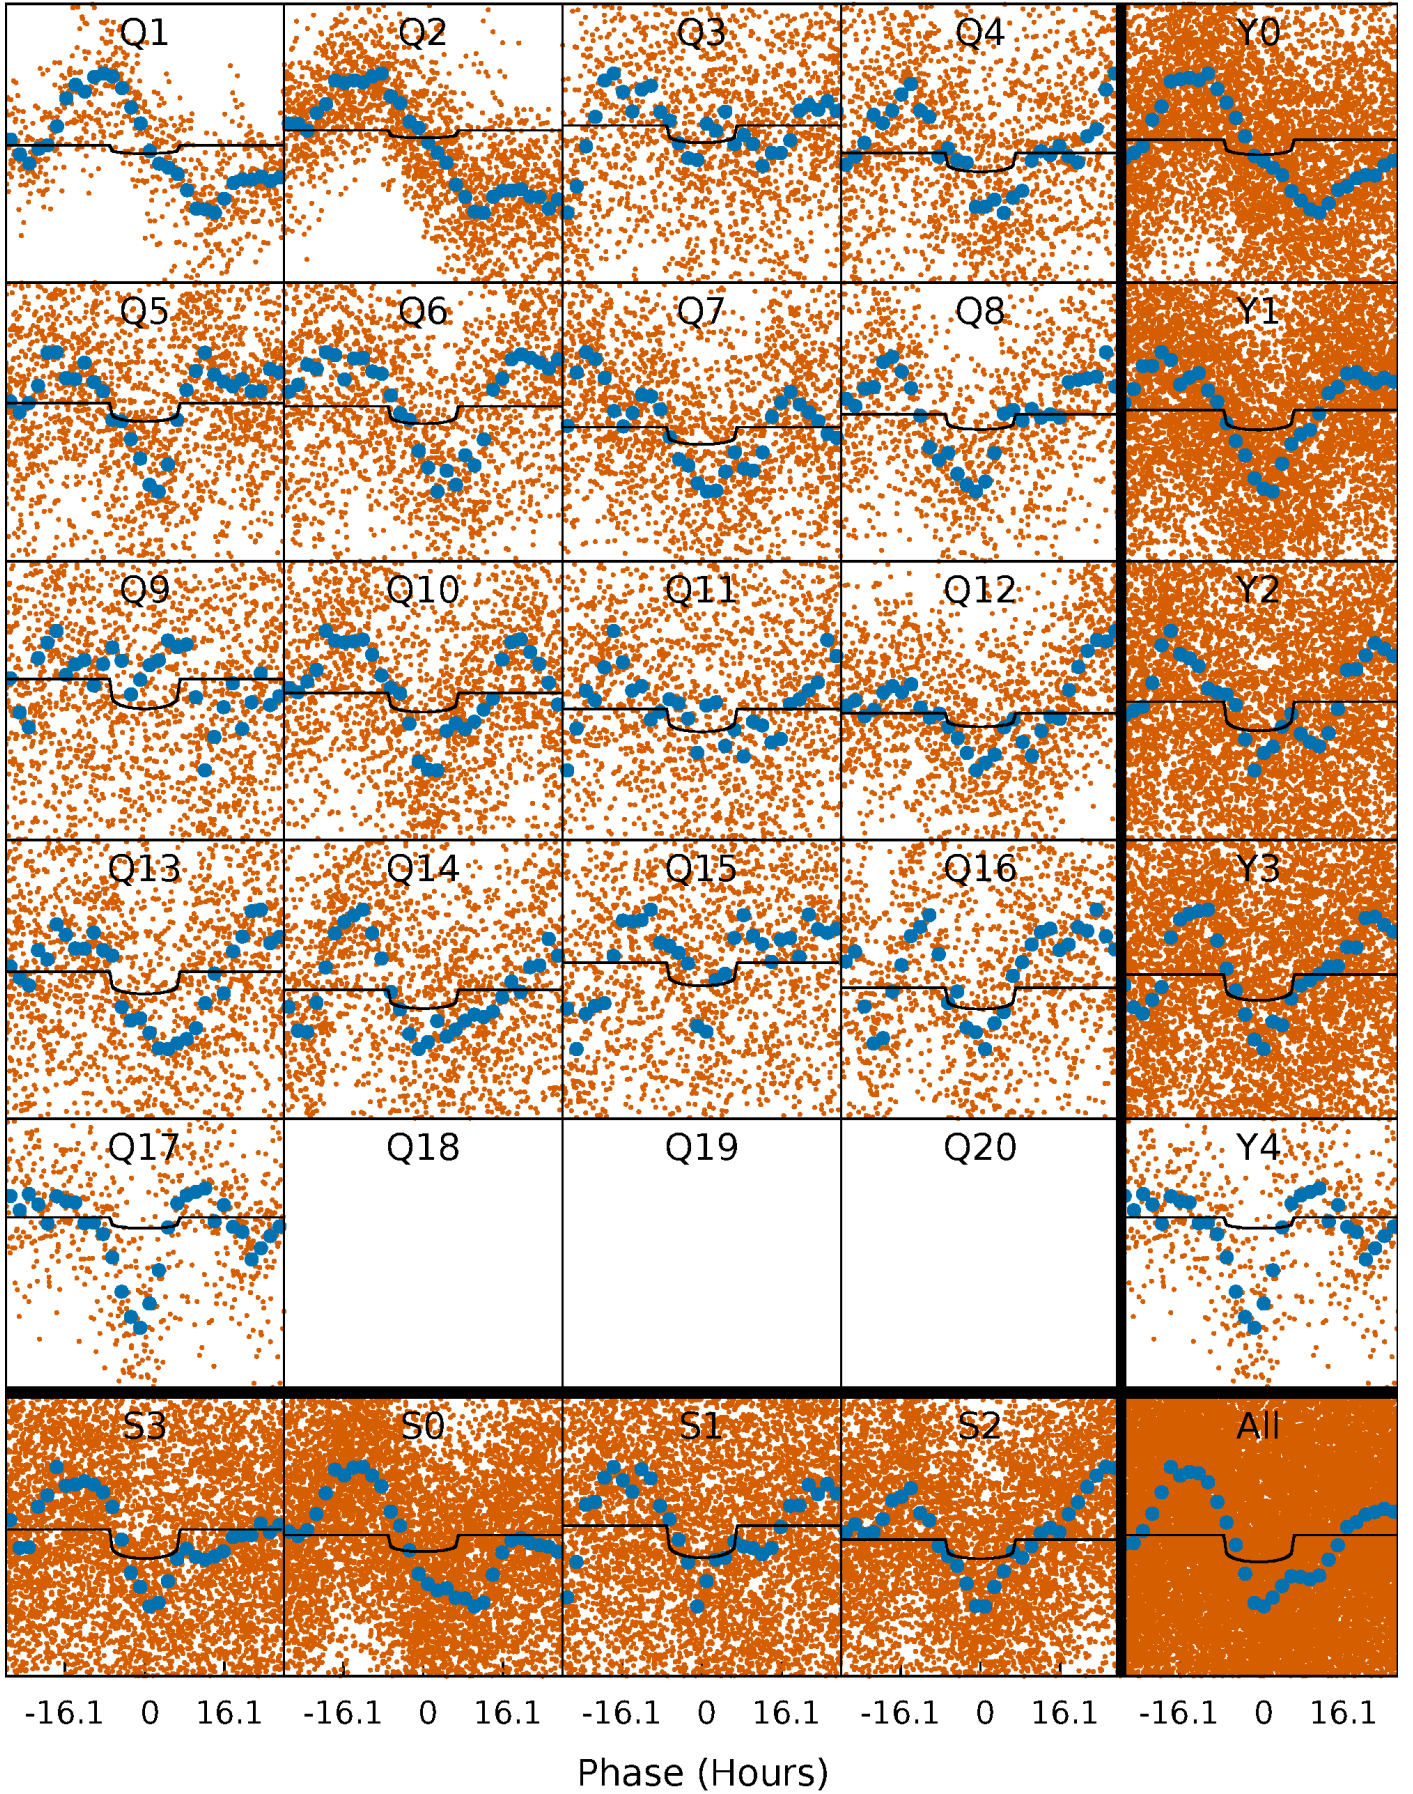 Q1 Q2 Q3 Q4 Y0
Q5 Q6 Q7 Q8 Y1
Q9 Q10 Q11 Q12 Y2
Q13 Q14 Q15 Q16 Y3
Q17 Q18 Q19 Q20 Y4
S3 S0 S1 S2 All
-16.1 0 16.1 -16.1 0 16.1 -16.1 0 16.1 -16.1 0 16.1 -16.1 0 16.1
Phase (Hours)